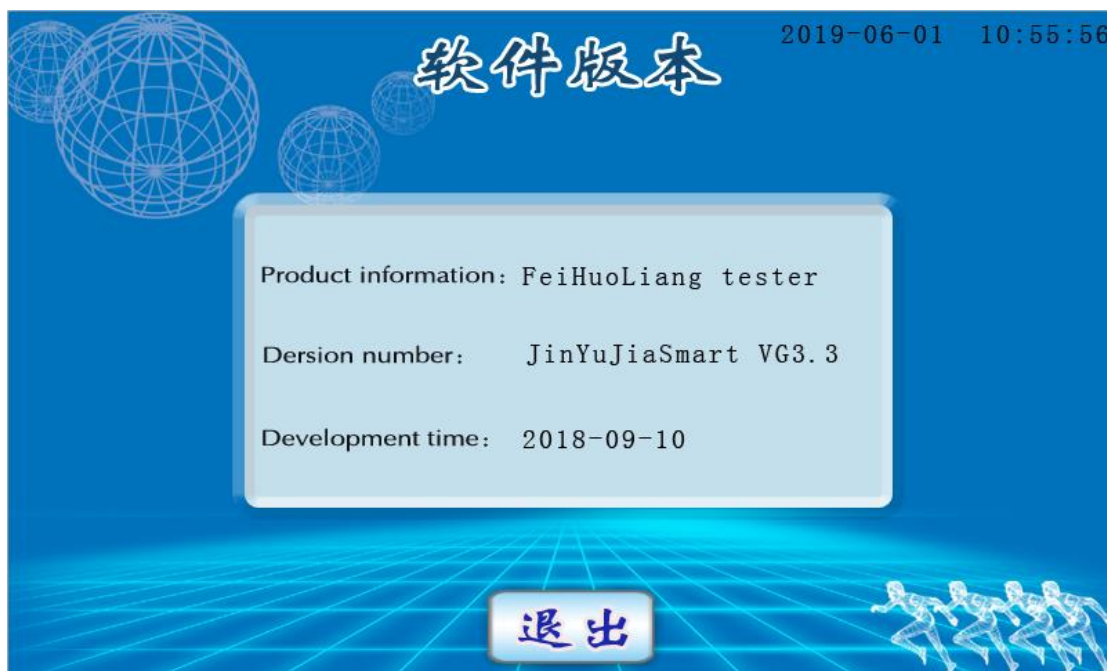 软件版本
2019-06-01 10:55:56
Product information: FeiHuoLiang tester
Dersion number: JinYuJiaSmart VG3.3
Development time: 2018-09-10
退出